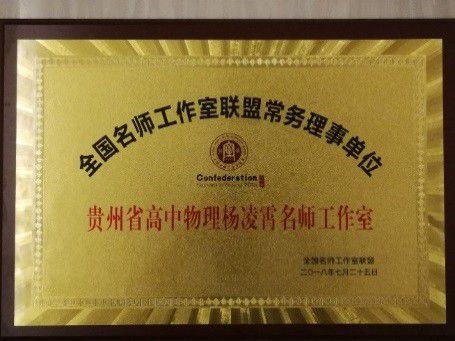 全国名师工作室联盟常务理事单位
Confederation
贵州省高中物理杨凌霄名师工作室
全国名师工作室联盟
二〇一八年七月二十五日